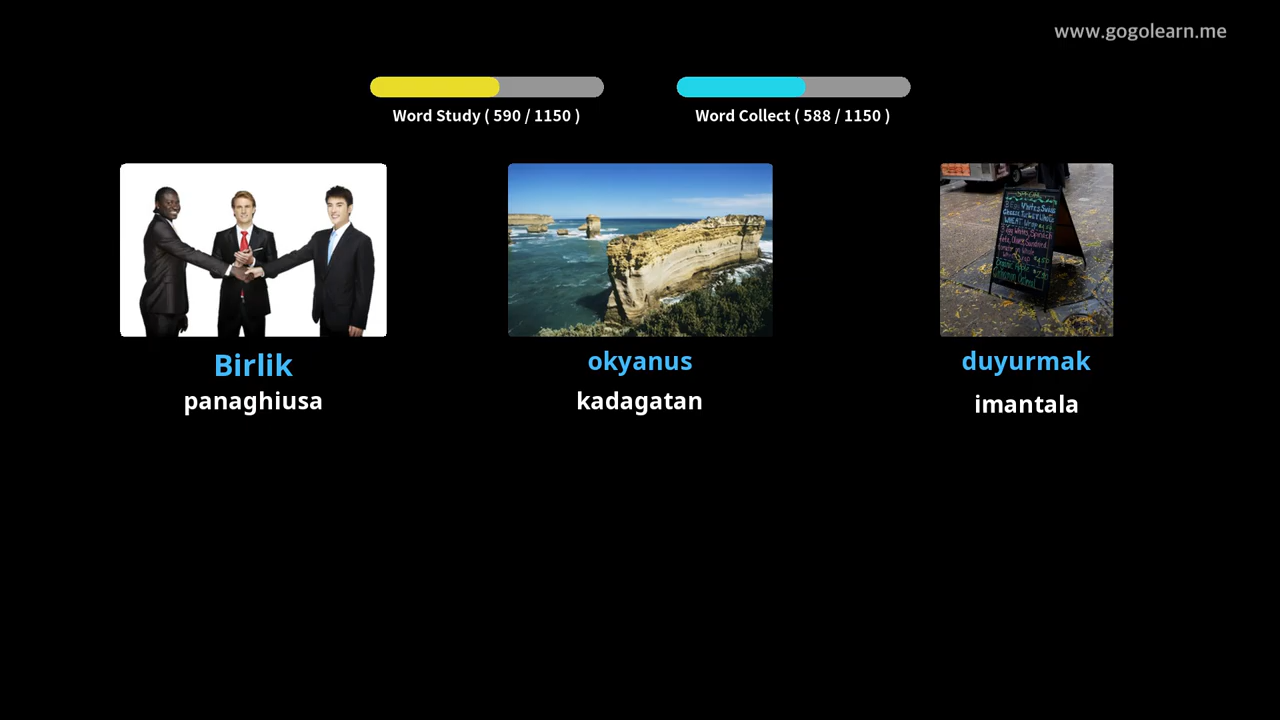 www.gogolearn.me
Word Study ( 590 / 1150 )
Word Collect ( 588 / 1150 )
Birlik
okyanus
duyurmak
panaghiusa
kadagatan
imantala